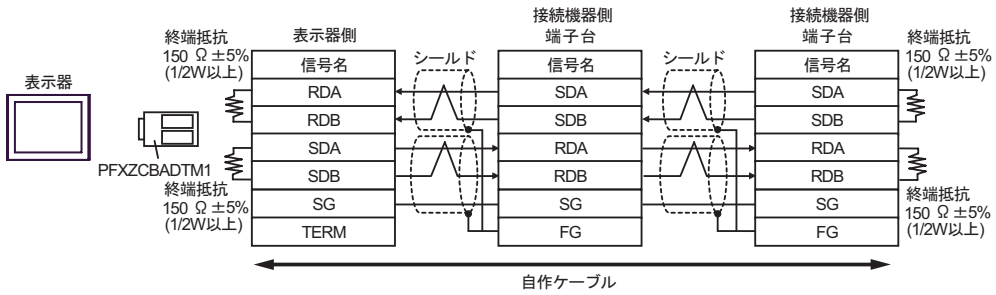 表示器
PFXZCBADTM1
終端抵抗
150 Ω ±5%
(1/2W以上)
終端抵抗
150 Ω ±5%
(1/2W以上)
表示器側
信号名
RDA
RDB
SDA
SDB
SG
TERM
シールド
接続機器側
端子台
信号名
SDA
SDB
RDA
RDB
SG
FG
シールド
接続機器側
端子台
信号名
SDA
SDB
RDA
RDB
SG
FG
終端抵抗
150 Ω ±5%
(1/2W以上)
終端抵抗
150 Ω ±5%
(1/2W以上)
自作ケーブル